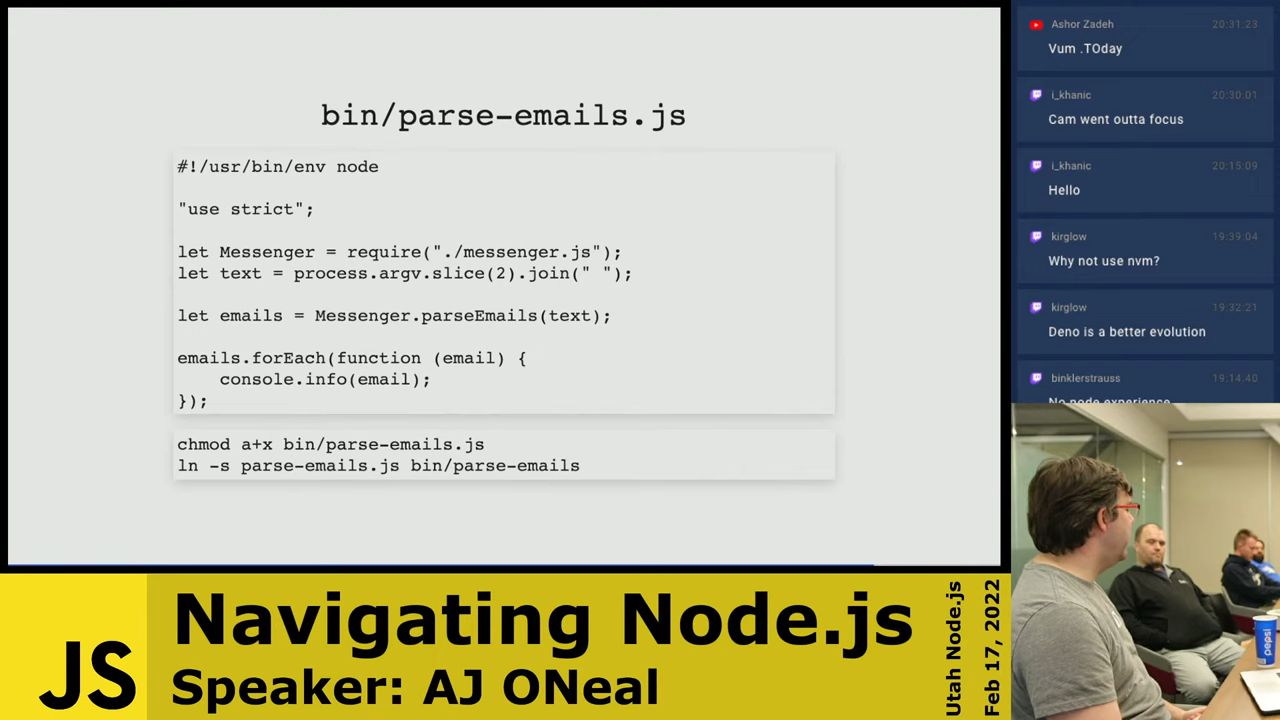 bin/parse-emails.js
#!/usr/bin/env node
"use strict";
let Messenger = require("./messenger.js");
let text = process.argv.slice(2).join(" ");
let emails = Messenger.parseEmails(text);
emails.forEach(function (email) {
    console.info(email);
});
chmod a+x bin/parse-emails.js
ln -s parse-emails.js bin/parse-emails
Ashor Zadeh 20:31:23
Vum .TOday
i_khanic 20:30:01
Cam went outta focus
i_khanic 20:15:09
Hello
kirglow 19:39:04
Why not use nvm?
kirglow 19:32:21
Deno is a better evolution
binklerstrauss 19:14:40
No node experience
pepsi
JS
Navigating Node.js
Speaker: AJ ONeal
Utah Node.js
Feb 17, 2022